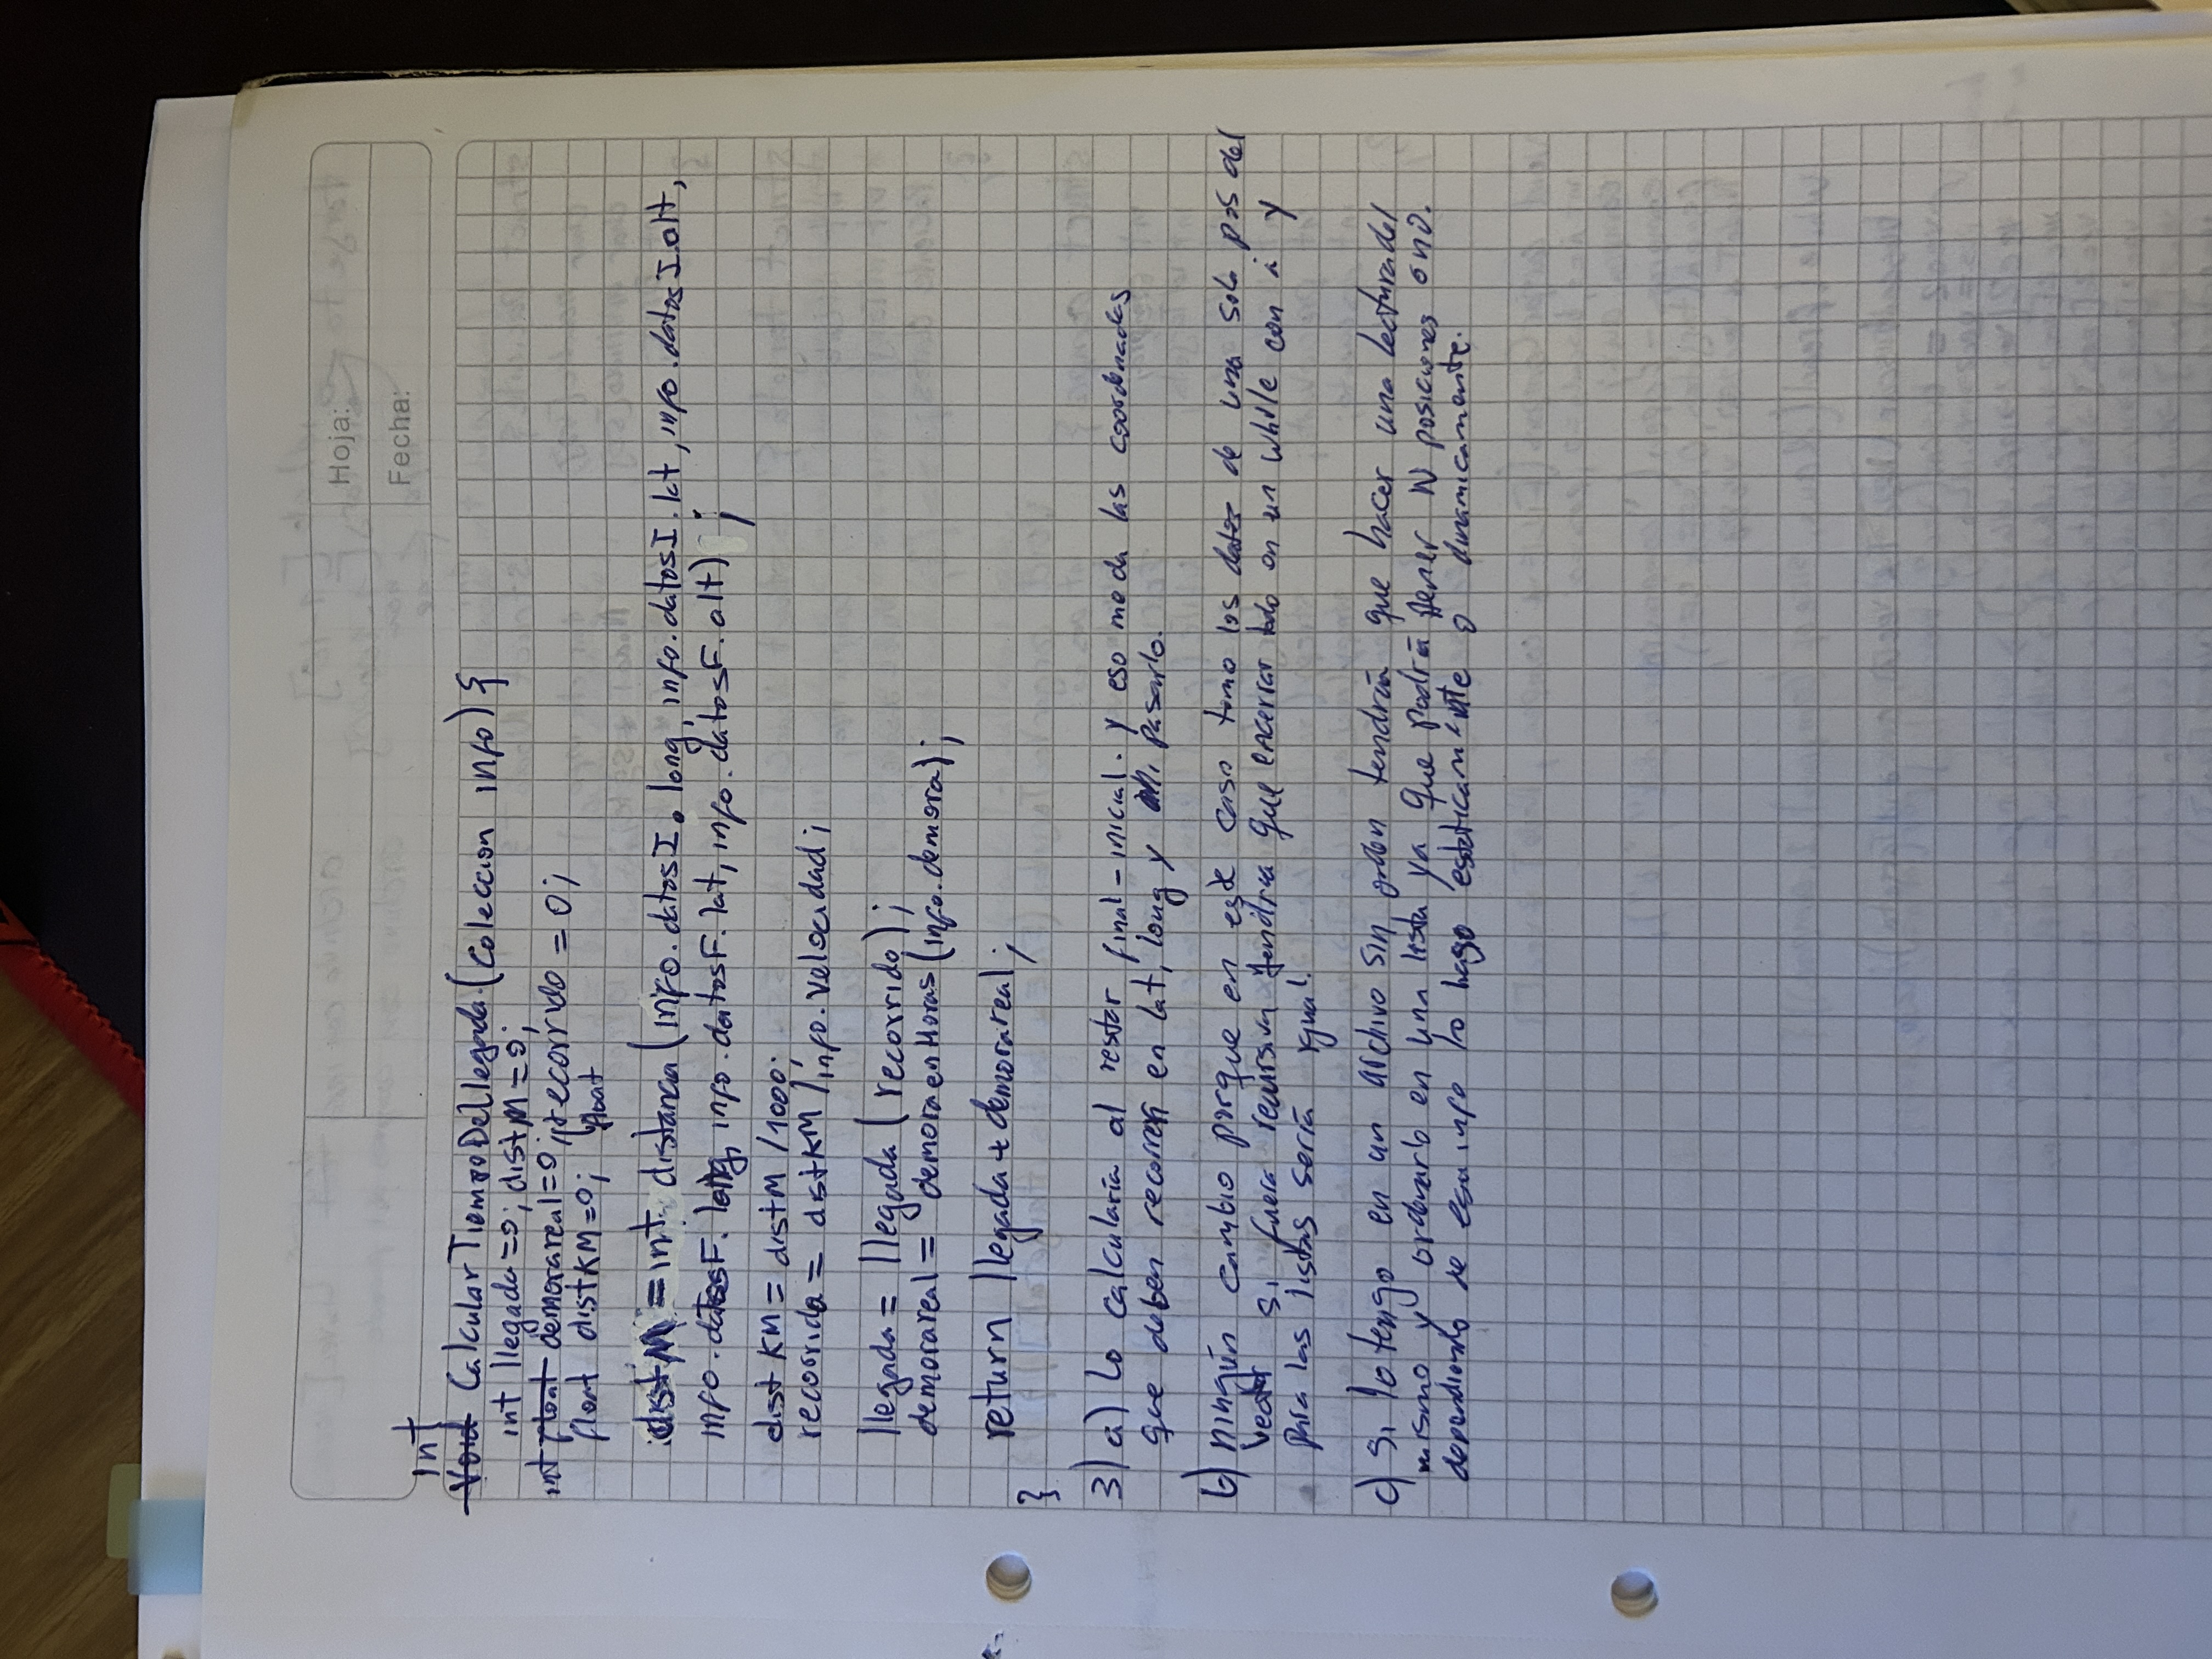 Hoja:
Fecha:
int
Void CalcularTiempoDeLlegada (Coleccion info) {
int llegada=0; distM=0;
int float demorareal=0; recorrido = 0;
float distKM=0; float
distM = int distancia (info.datosI. long, info.datosI.lat, info.datosI.alt,
info.datosF. long, info.datosF.lat, info.datosF.alt) ;
dist KM = distM /1000;
recorrido = distKM /info.velocidad;
llegada = llegada (recorrido);
demorareal = demoraenHoras (info.demora);
return llegada + demorareal;
}
3) a) Lo calcularia al restar final-inicial. y eso me da las coordenadas
que deben recorrer en lat, long y pasarlo.
b) ningún cambio porque en este caso tomo los datos de una sola pos del
Vector si fuera recursiva tendria que encerrar todo en un while con i y
para las listas seria igual.
c) si lo tengo en un archivo sin orden tendria que hacer una lectura del
mismo y ordenarlo en una lista ya que podria tener N posiciones o no.
dependiendo de esa info lo hago estaticamente o dinamicamente.